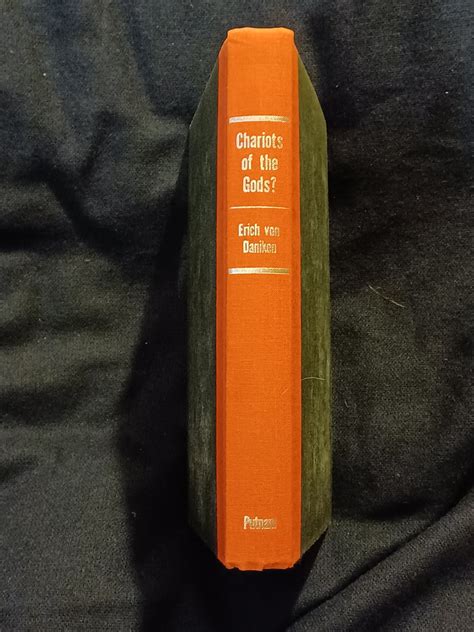 Chariots
of the
Gods?
Erich von
Daniken
Putnam